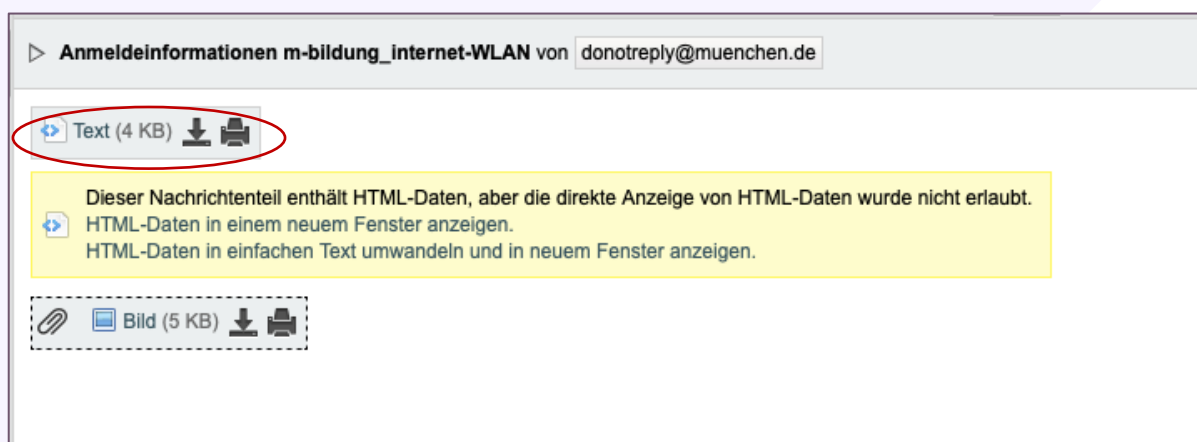 Anmeldeinformationen m-bildung_internet-WLAN von donotreply@muenchen.de
Text (4 KB)
Dieser Nachrichtenteil enthält HTML-Daten, aber die direkte Anzeige von HTML-Daten wurde nicht erlaubt.
HTML-Daten in einem neuem Fenster anzeigen.
HTML-Daten in einfachen Text umwandeln und in neuem Fenster anzeigen.
Bild (5 KB)